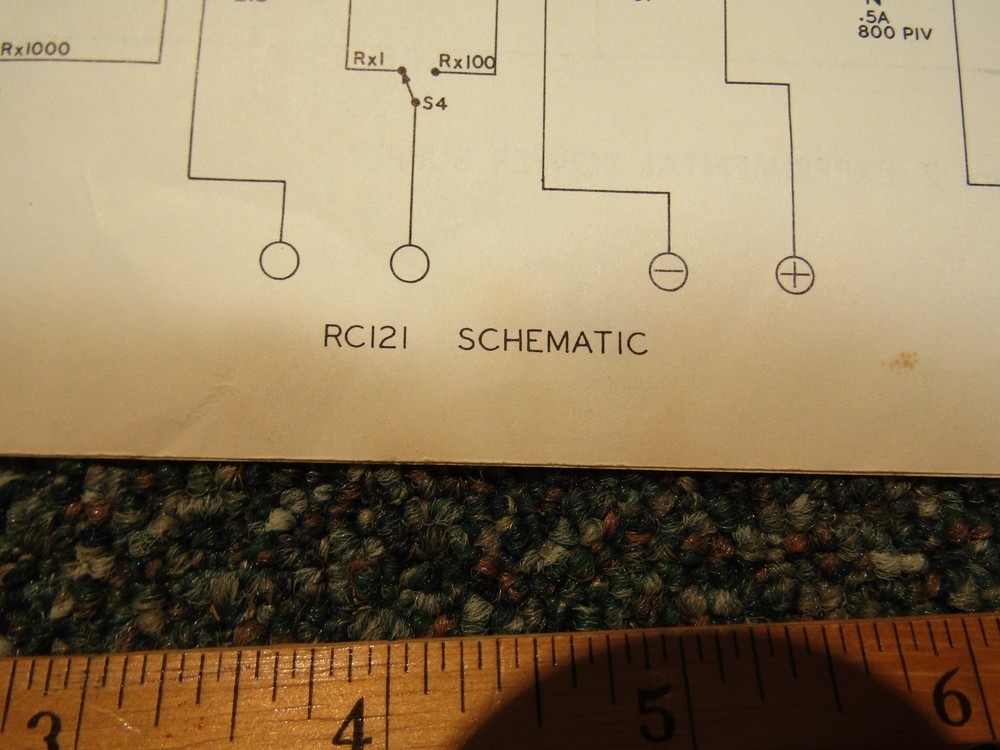 Rx1000
Rx1
Rx100
S4
.5A
800 PIV
− +
RC121 SCHEMATIC
3 4 5 6